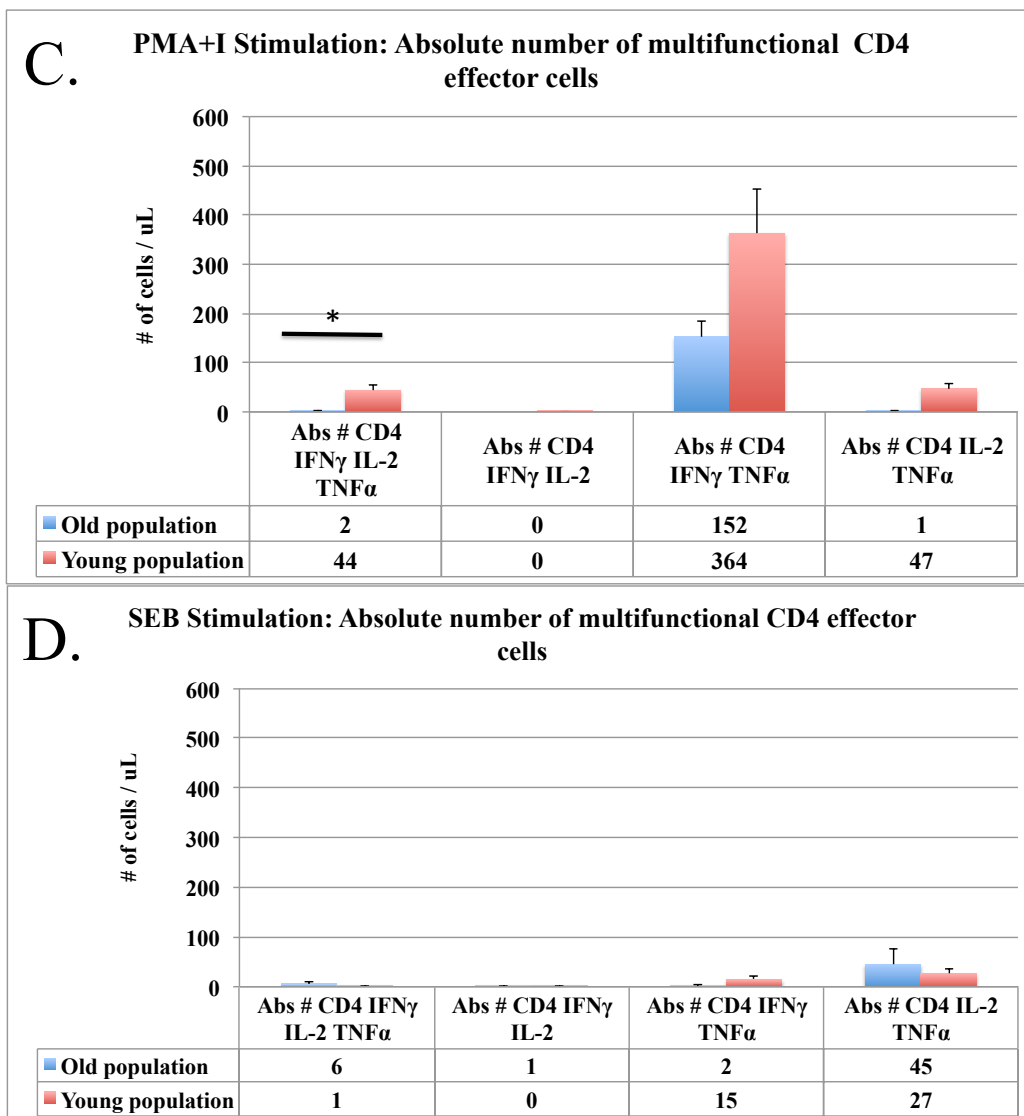 C.
PMA+I Stimulation: Absolute number of multifunctional CD4
effector cells
# of cells / uL
600
500
400
300
200
100
0
*
Abs # CD4
IFNγ IL-2
TNFα
Abs # CD4
IFNγ IL-2
Abs # CD4
IFNγ TNFα
Abs # CD4 IL-2
TNFα
Old population 2 0 152 1
Young population 44 0 364 47
D.
SEB Stimulation: Absolute number of multifunctional CD4 effector
cells
# of cells / uL
600
500
400
300
200
100
0
Abs # CD4 IFNγ
IL-2 TNFα
Abs # CD4 IFNγ
IL-2
Abs # CD4 IFNγ
TNFα
Abs # CD4 IL-2
TNFα
Old population 6 1 2 45
Young population 1 0 15 27